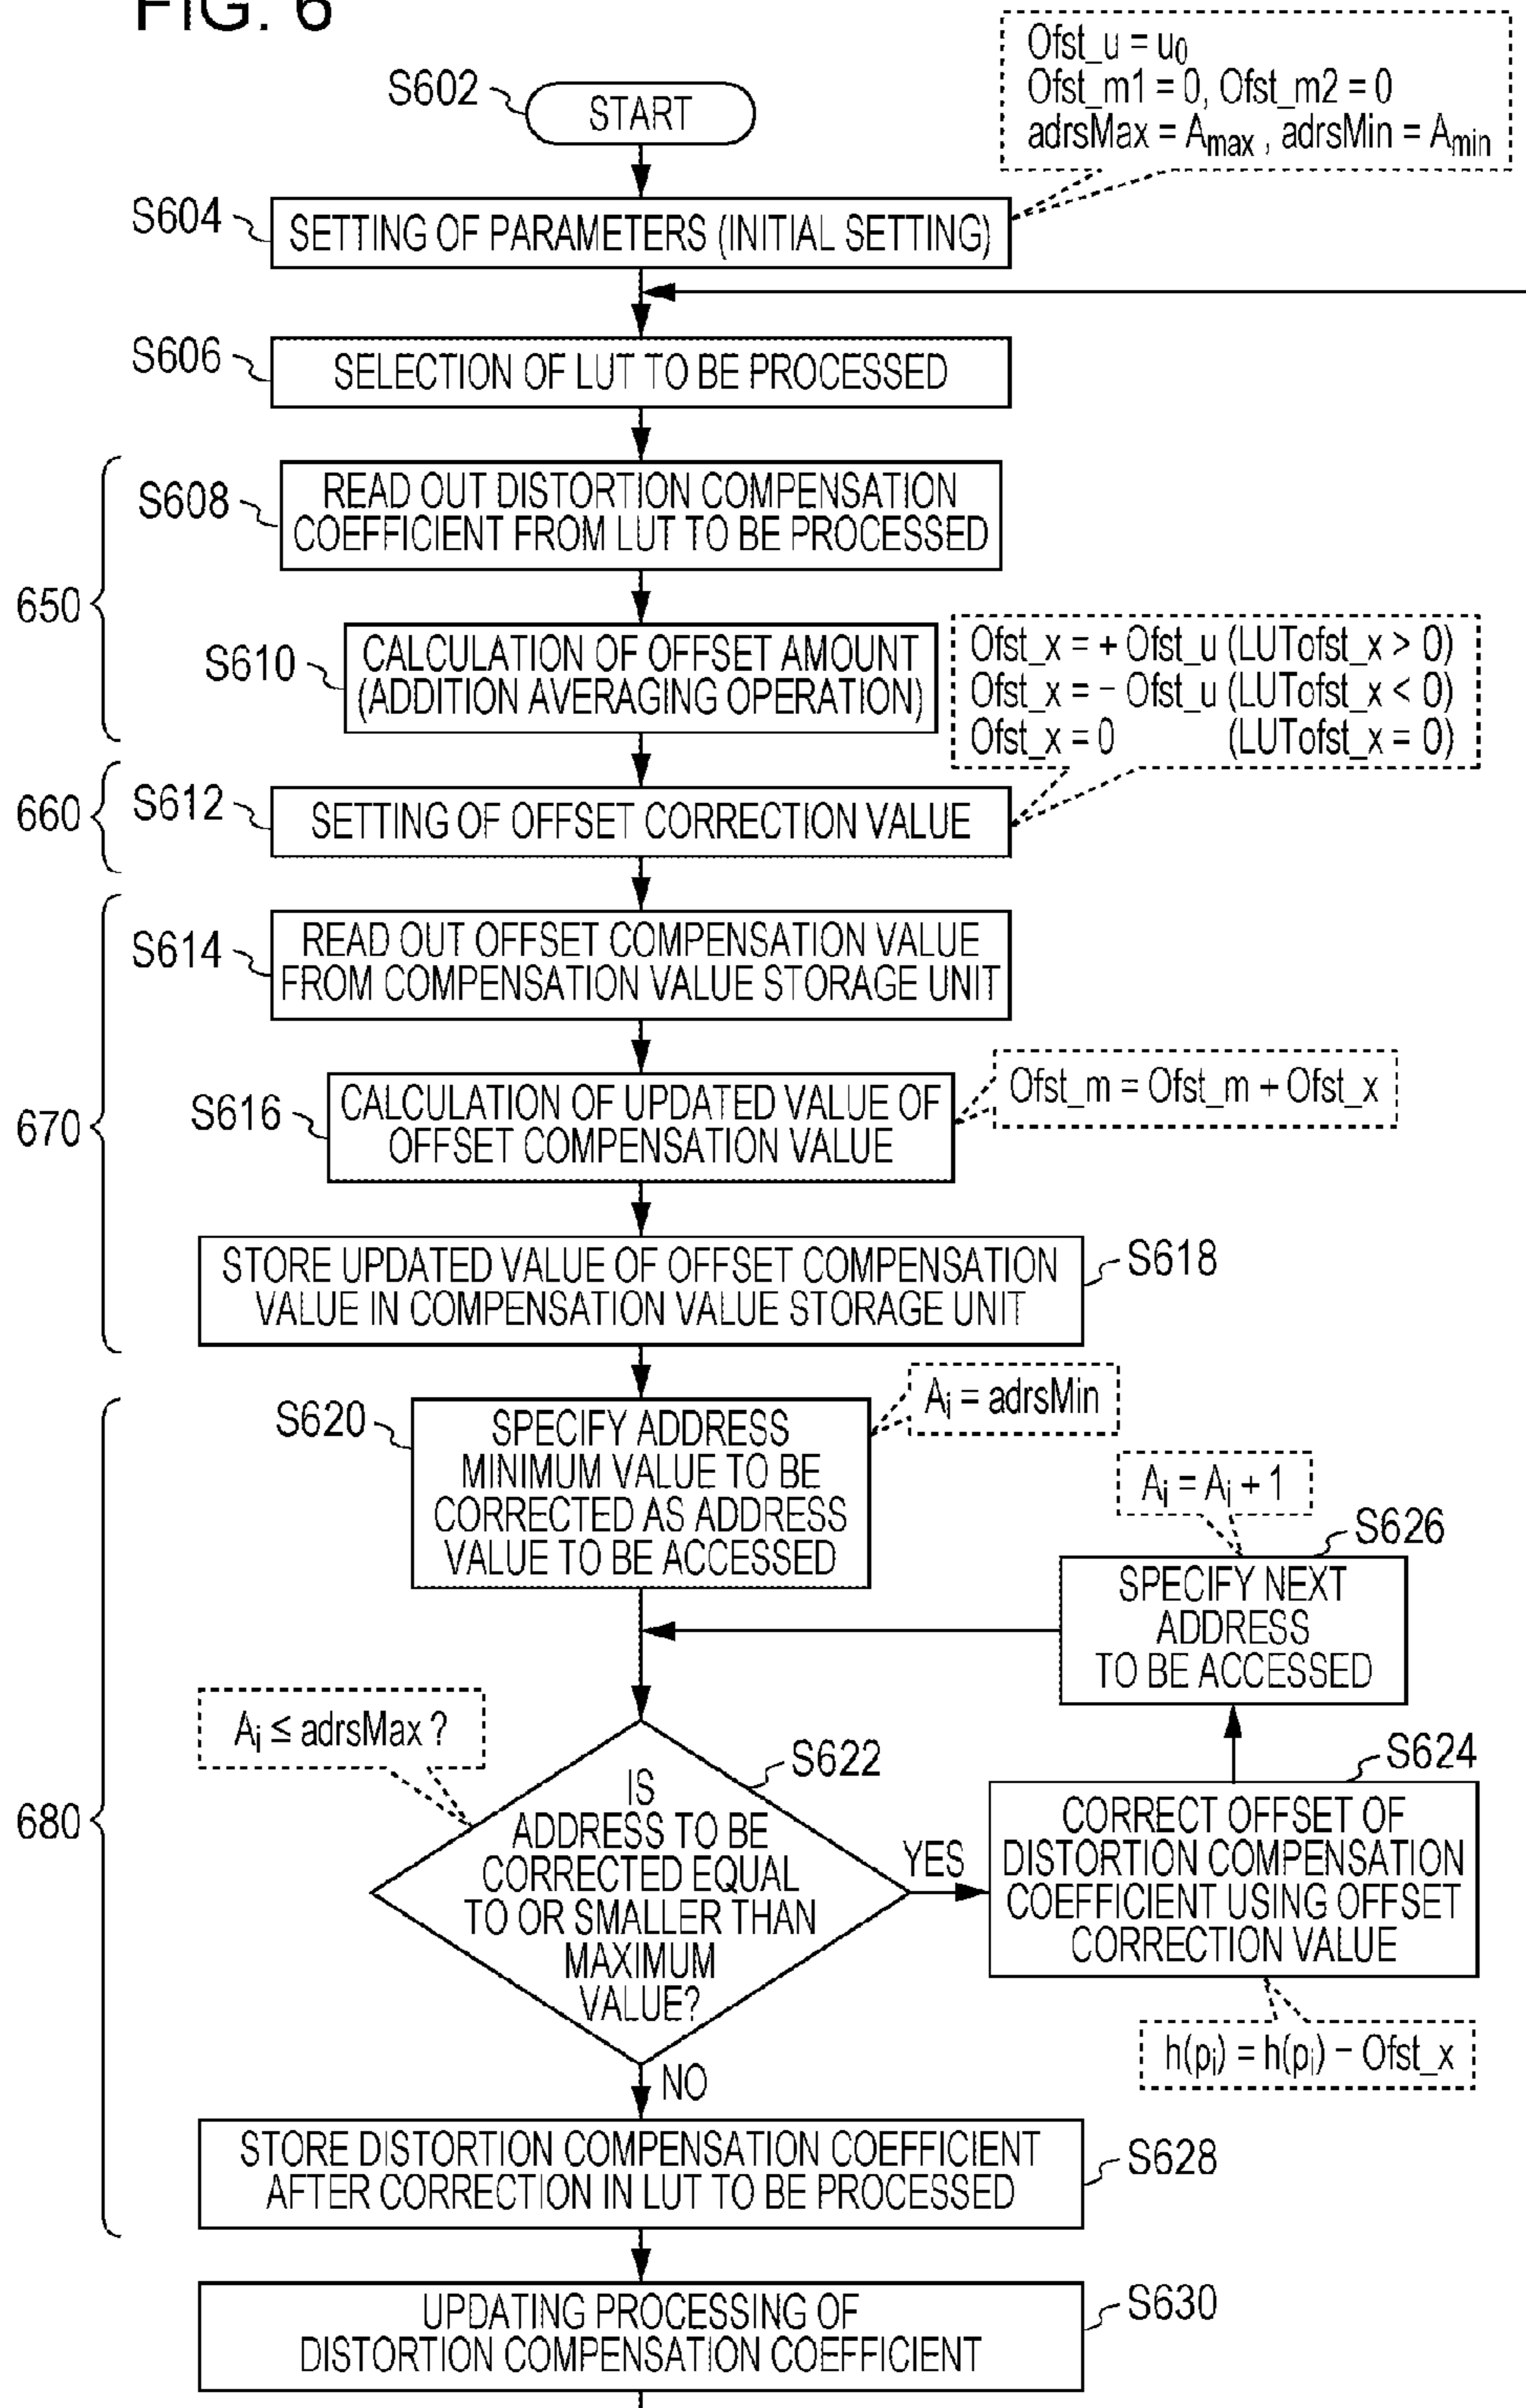 FIG. 6
S602
START
Ofst_u = u0
Ofst_m1 = 0, Ofst_m2 = 0
adrsMax = Amax , adrsMin = Amin
S604
SETTING OF PARAMETERS (INITIAL SETTING)
S606
SELECTION OF LUT TO BE PROCESSED
650
S608
READ OUT DISTORTION COMPENSATION
COEFFICIENT FROM LUT TO BE PROCESSED
S610
CALCULATION OF OFFSET AMOUNT
(ADDITION AVERAGING OPERATION)
Ofst_x = + Ofst_u (LUTofst_x > 0)
Ofst_x = − Ofst_u (LUTofst_x < 0)
Ofst_x = 0 (LUTofst_x = 0)
660
S612
SETTING OF OFFSET CORRECTION VALUE
670
S614
READ OUT OFFSET COMPENSATION VALUE
FROM COMPENSATION VALUE STORAGE UNIT
S616
CALCULATION OF UPDATED VALUE OF
OFFSET COMPENSATION VALUE
Ofst_m = Ofst_m + Ofst_x
STORE UPDATED VALUE OF OFFSET COMPENSATION
VALUE IN COMPENSATION VALUE STORAGE UNIT
S618
680
S620
SPECIFY ADDRESS
MINIMUM VALUE TO BE
CORRECTED AS ADDRESS
VALUE TO BE ACCESSED
Ai = adrsMin
Ai = Ai + 1
S626
SPECIFY NEXT
ADDRESS
TO BE ACCESSED
Ai ≤ adrsMax ?
S622
IS
ADDRESS TO BE
CORRECTED EQUAL
TO OR SMALLER THAN
MAXIMUM
VALUE?
YES
S624
CORRECT OFFSET OF
DISTORTION COMPENSATION
COEFFICIENT USING OFFSET
CORRECTION VALUE
h(pi) = h(pi) − Ofst_x
NO
STORE DISTORTION COMPENSATION COEFFICIENT
AFTER CORRECTION IN LUT TO BE PROCESSED
S628
UPDATING PROCESSING OF
DISTORTION COMPENSATION COEFFICIENT
S630